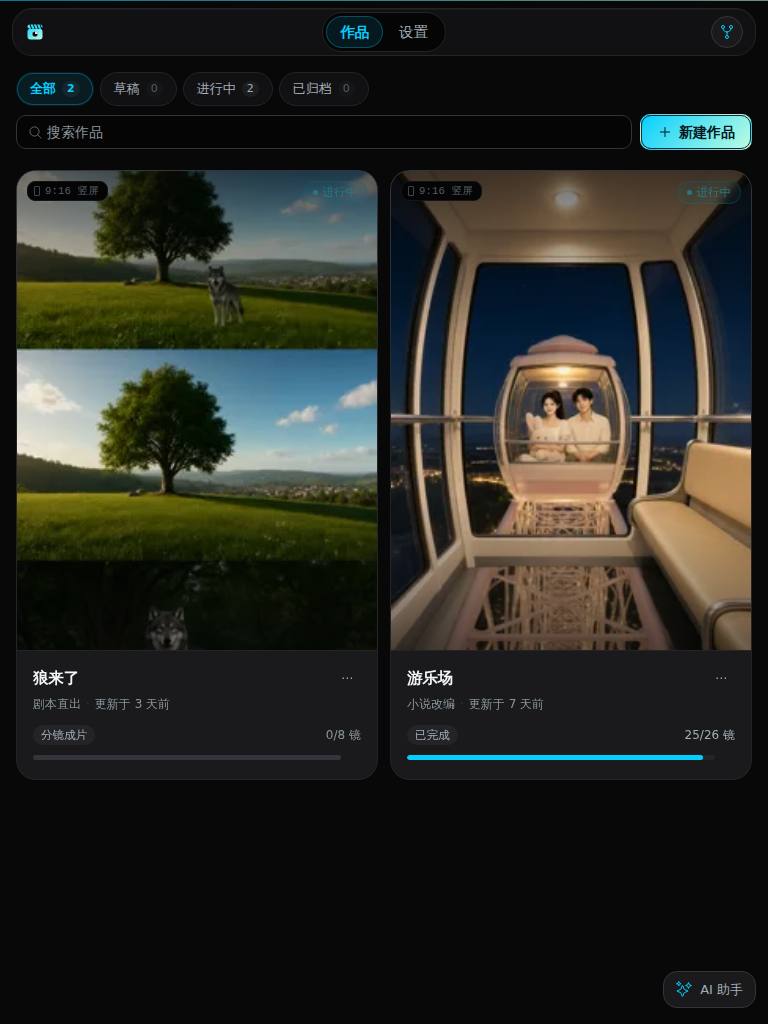 作品 设置
全部 2 草稿 0 进行中 2 已归档 0
搜索作品
新建作品
9:16 竖屏 进行中
9:16 竖屏 进行中
狼来了 ···
剧本直出 · 更新于 3 天前
分镜成片 0/8 镜
游乐场 ···
小说改编 · 更新于 7 天前
已完成 25/26 镜
AI 助手